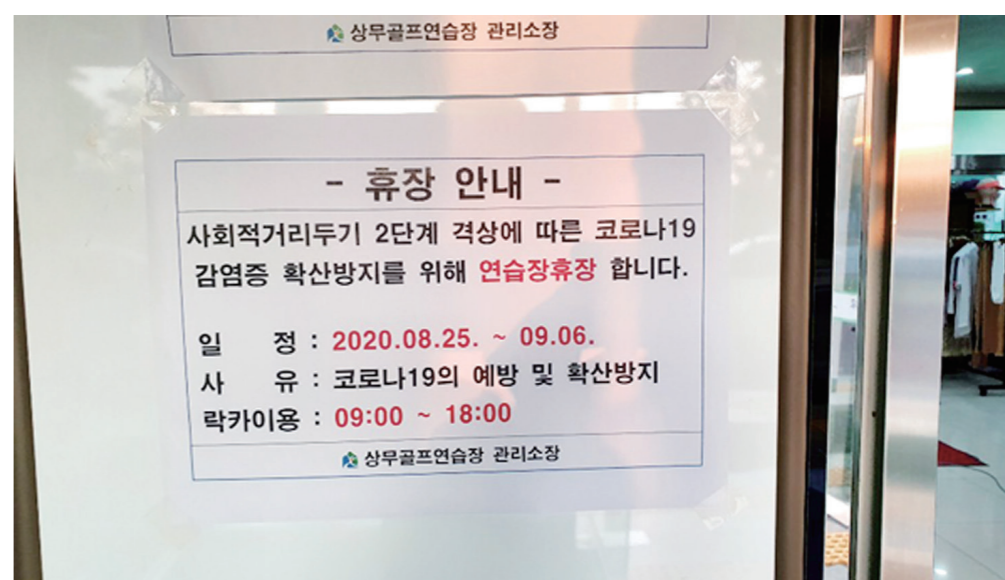 상무골프연습장 관리소장
- 휴장 안내 -
사회적거리두기 2단계 격상에 따른 코로나19
감염증 확산방지를 위해 연습장휴장 합니다.
일 정 : 2020.08.25. ~ 09.06.
사 유 : 코로나19의 예방 및 확산방지
락카이용 : 09:00 ~ 18:00
상무골프연습장 관리소장